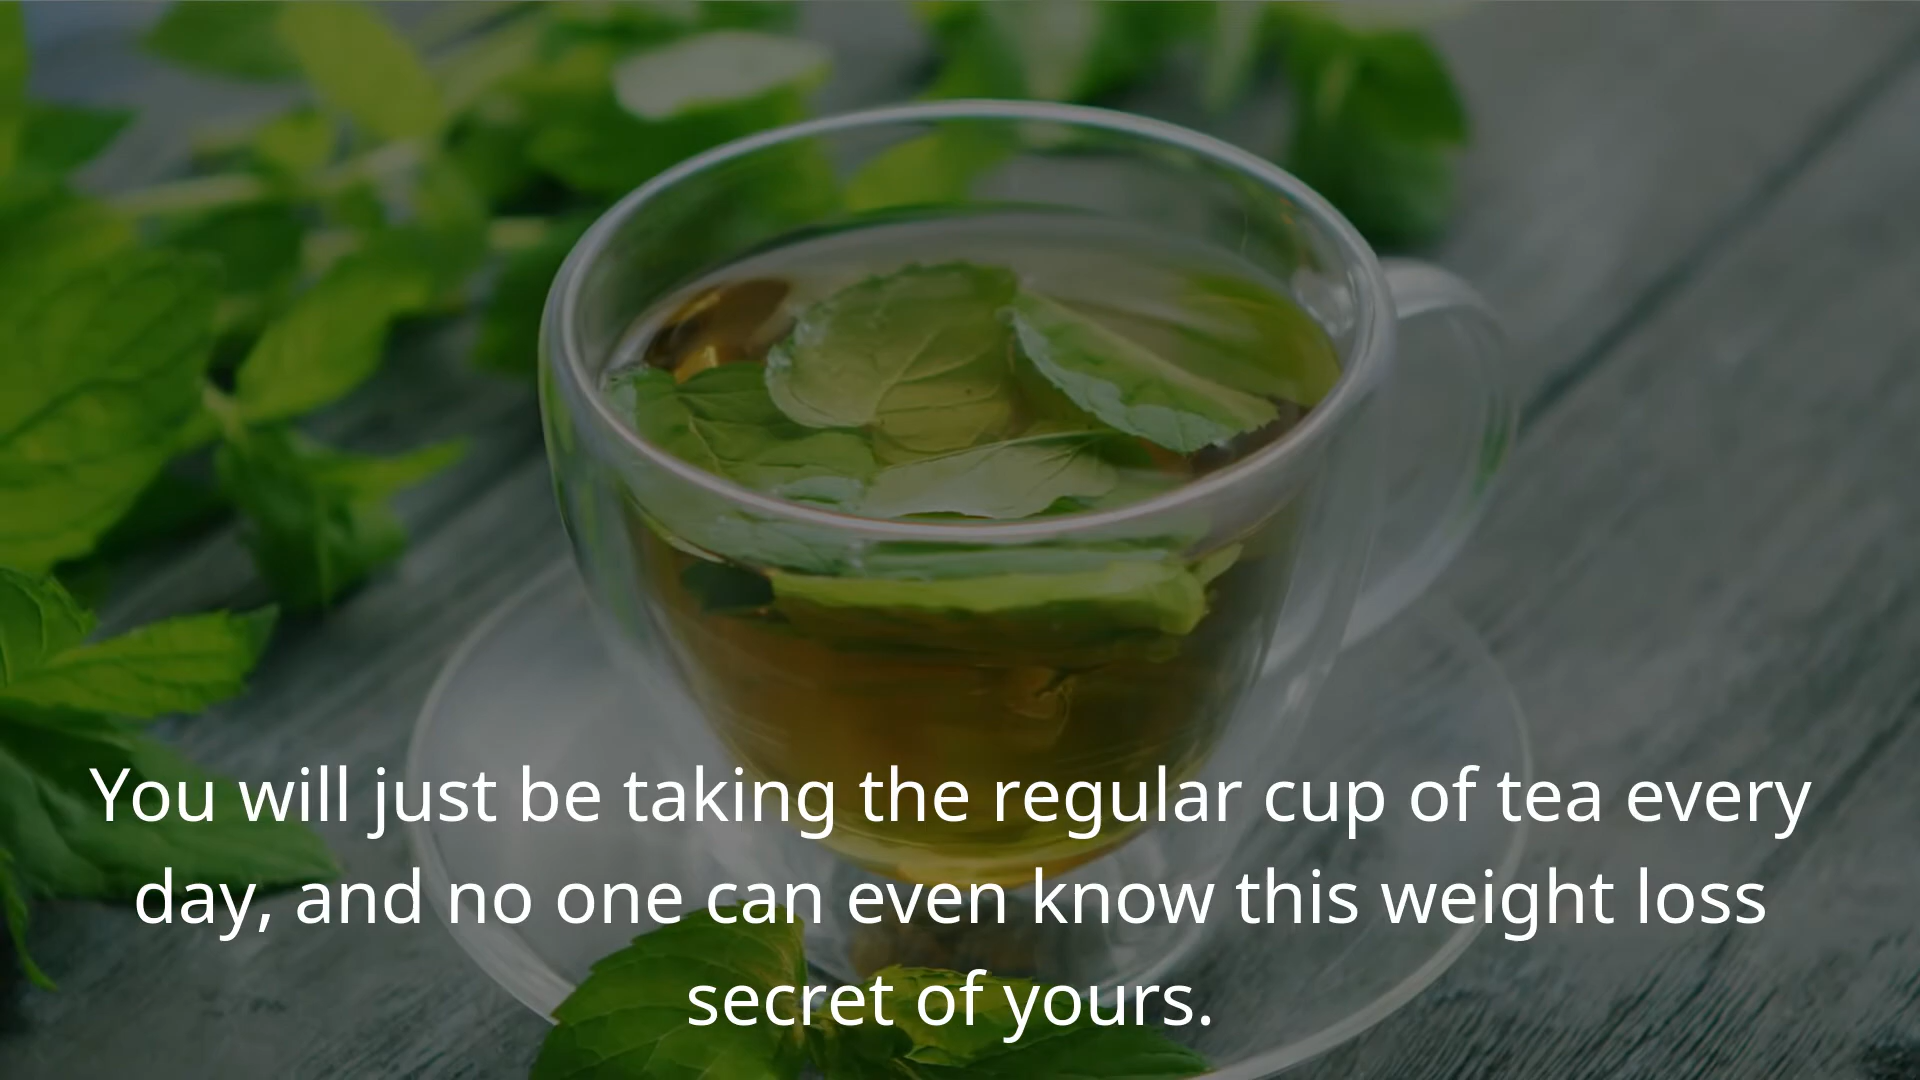 You will just be taking the regular cup of tea every
day, and no one can even know this weight loss
secret of yours.